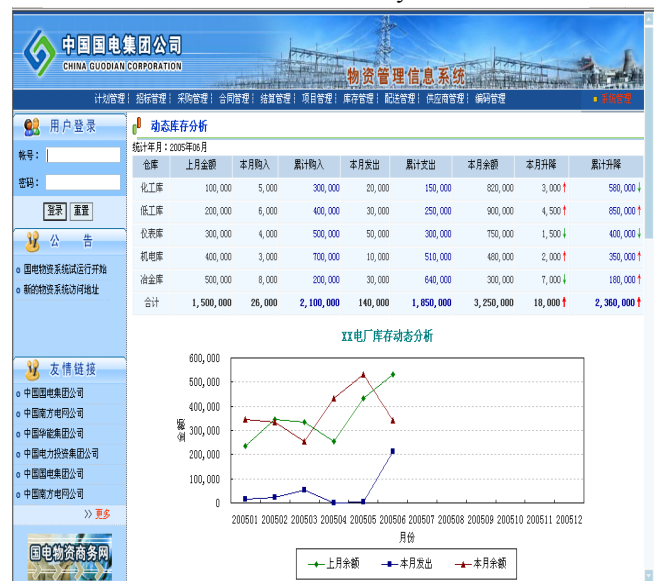 中国国电集团公司
CHINA GUODIAN CORPORATION
物资管理信息系统
计划管理 招标管理 采购管理 合同管理 结算管理 项目管理 库存管理 配送管理 供应商管理 编码管理 系统管理
用户登录
帐号：
密码：
登录 重置
公 告
国电物资系统试运行开始
新的物资系统访问地址
友情链接
中国国电集团公司
中国南方电网公司
中国华能集团公司
中国电力投资集团公司
中国国电集团公司
中国南方电网公司
>> 更多
国电物资商务网
动态库存分析
统计年月：2005年06月
仓库 上月金额 本月购入 累计购入 本月发出 累计支出 本月余额 本月升降 累计升降
化工库 100,000 5,000 300,000 20,000 150,000 820,000 3,000↑ 580,000↓
低工库 200,000 6,000 400,000 30,000 250,000 900,000 4,500↑ 850,000↑
仪表库 300,000 4,000 500,000 50,000 300,000 750,000 1,500↓ 400,000↓
机电库 400,000 3,000 700,000 10,000 510,000 480,000 2,000↑ 350,000↑
冶金库 500,000 8,000 200,000 30,000 640,000 300,000 7,000↓ 180,000↑
合计 1,500,000 26,000 2,100,000 140,000 1,850,000 3,250,000 18,000↑ 2,360,000↑
XX电厂库存动态分析
600,000
500,000
400,000
300,000
200,000
100,000
0
金额
200501 200502 200503 200504 200505 200506 200507 200508 200509 200510 200511 200512
月份
上月余额 本月发出 本月余额